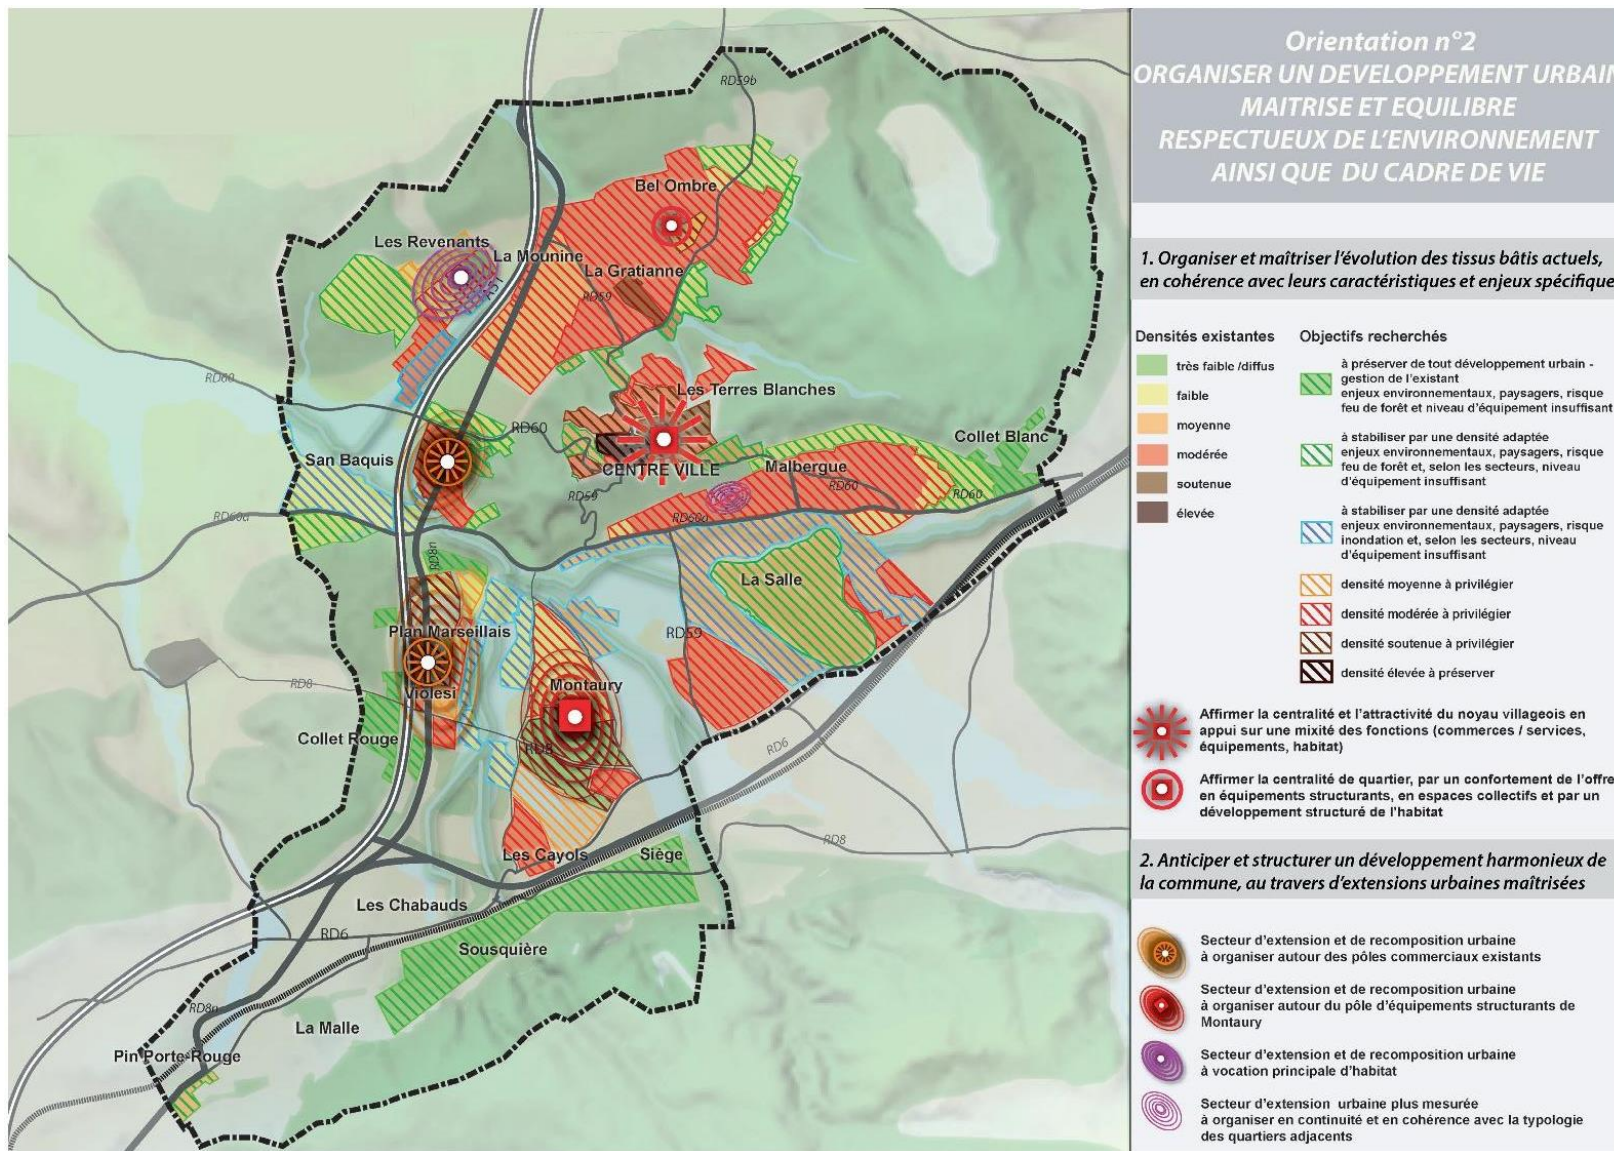 Orientation n°2
ORGANISER UN DEVELOPPEMENT URBAIN
MAITRISE ET EQUILIBRE
RESPECTUEUX DE L'ENVIRONNEMENT
AINSI QUE DU CADRE DE VIE
1. Organiser et maîtriser l'évolution des tissus bâtis actuels,
en cohérence avec leurs caractéristiques et enjeux spécifique
Densités existantes
très faible /diffus
faible
moyenne
modérée
soutenue
élevée
Objectifs recherchés
à préserver de tout développement urbain -
gestion de l'existant
enjeux environnementaux, paysagers, risque
feu de forêt et niveau d'équipement insuffisant
à stabiliser par une densité adaptée
enjeux environnementaux, paysagers, risque
feu de forêt et, selon les secteurs, niveau
d'équipement insuffisant
à stabiliser par une densité adaptée
enjeux environnementaux, paysagers, risque
inondation et, selon les secteurs, niveau
d'équipement insuffisant
densité moyenne à privilégier
densité modérée à privilégier
densité soutenue à privilégier
densité élevée à préserver
Affirmer la centralité et l'attractivité du noyau villageois en
appui sur une mixité des fonctions (commerces / services,
équipements, habitat)
Affirmer la centralité de quartier, par un confortement de l'offre
en équipements structurants, en espaces collectifs et par un
développement structuré de l'habitat
2. Anticiper et structurer un développement harmonieux de
la commune, au travers d'extensions urbaines maîtrisées
Secteur d'extension et de recomposition urbaine
à organiser autour des pôles commerciaux existants
Secteur d'extension et de recomposition urbaine
à organiser autour du pôle d'équipements structurants de
Montaury
Secteur d'extension et de recomposition urbaine
à vocation principale d'habitat
Secteur d'extension urbaine plus mesurée
à organiser en continuité et en cohérence avec la typologie
des quartiers adjacents
RD59b
Bel Ombre
Les Revenants
La Mounine
La Gratianne
RD59
RD60
Les Terres Blanches
RD60
CENTRE VILLE
Collet Blanc
San Baquis
Malbergue
RD60
RD60
RD59
RD60a
RD60a
RD8n
La Salle
Plan Marseillais
RD59
RD8
Violesi
Montaury
Collet Rouge
RD8
RD6
Les Cayols
Siège
RD8
Les Chabauds
RD6
Sousquière
RD8n
La Malle
Pin Porte-Rouge